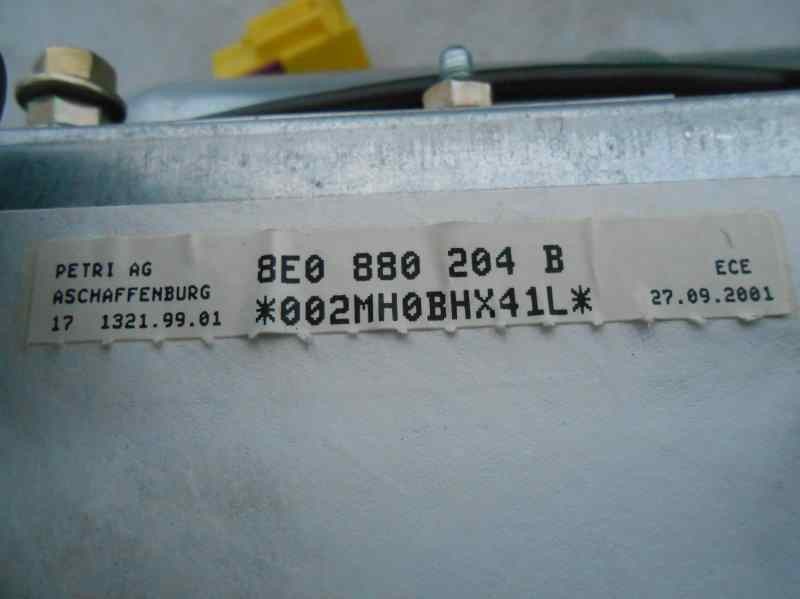 PETRI AG
ASCHAFFENBURG
17 1321.99.01
8E0 880 204 B
*002MH0BHX41L*
ECE
27.09.2001